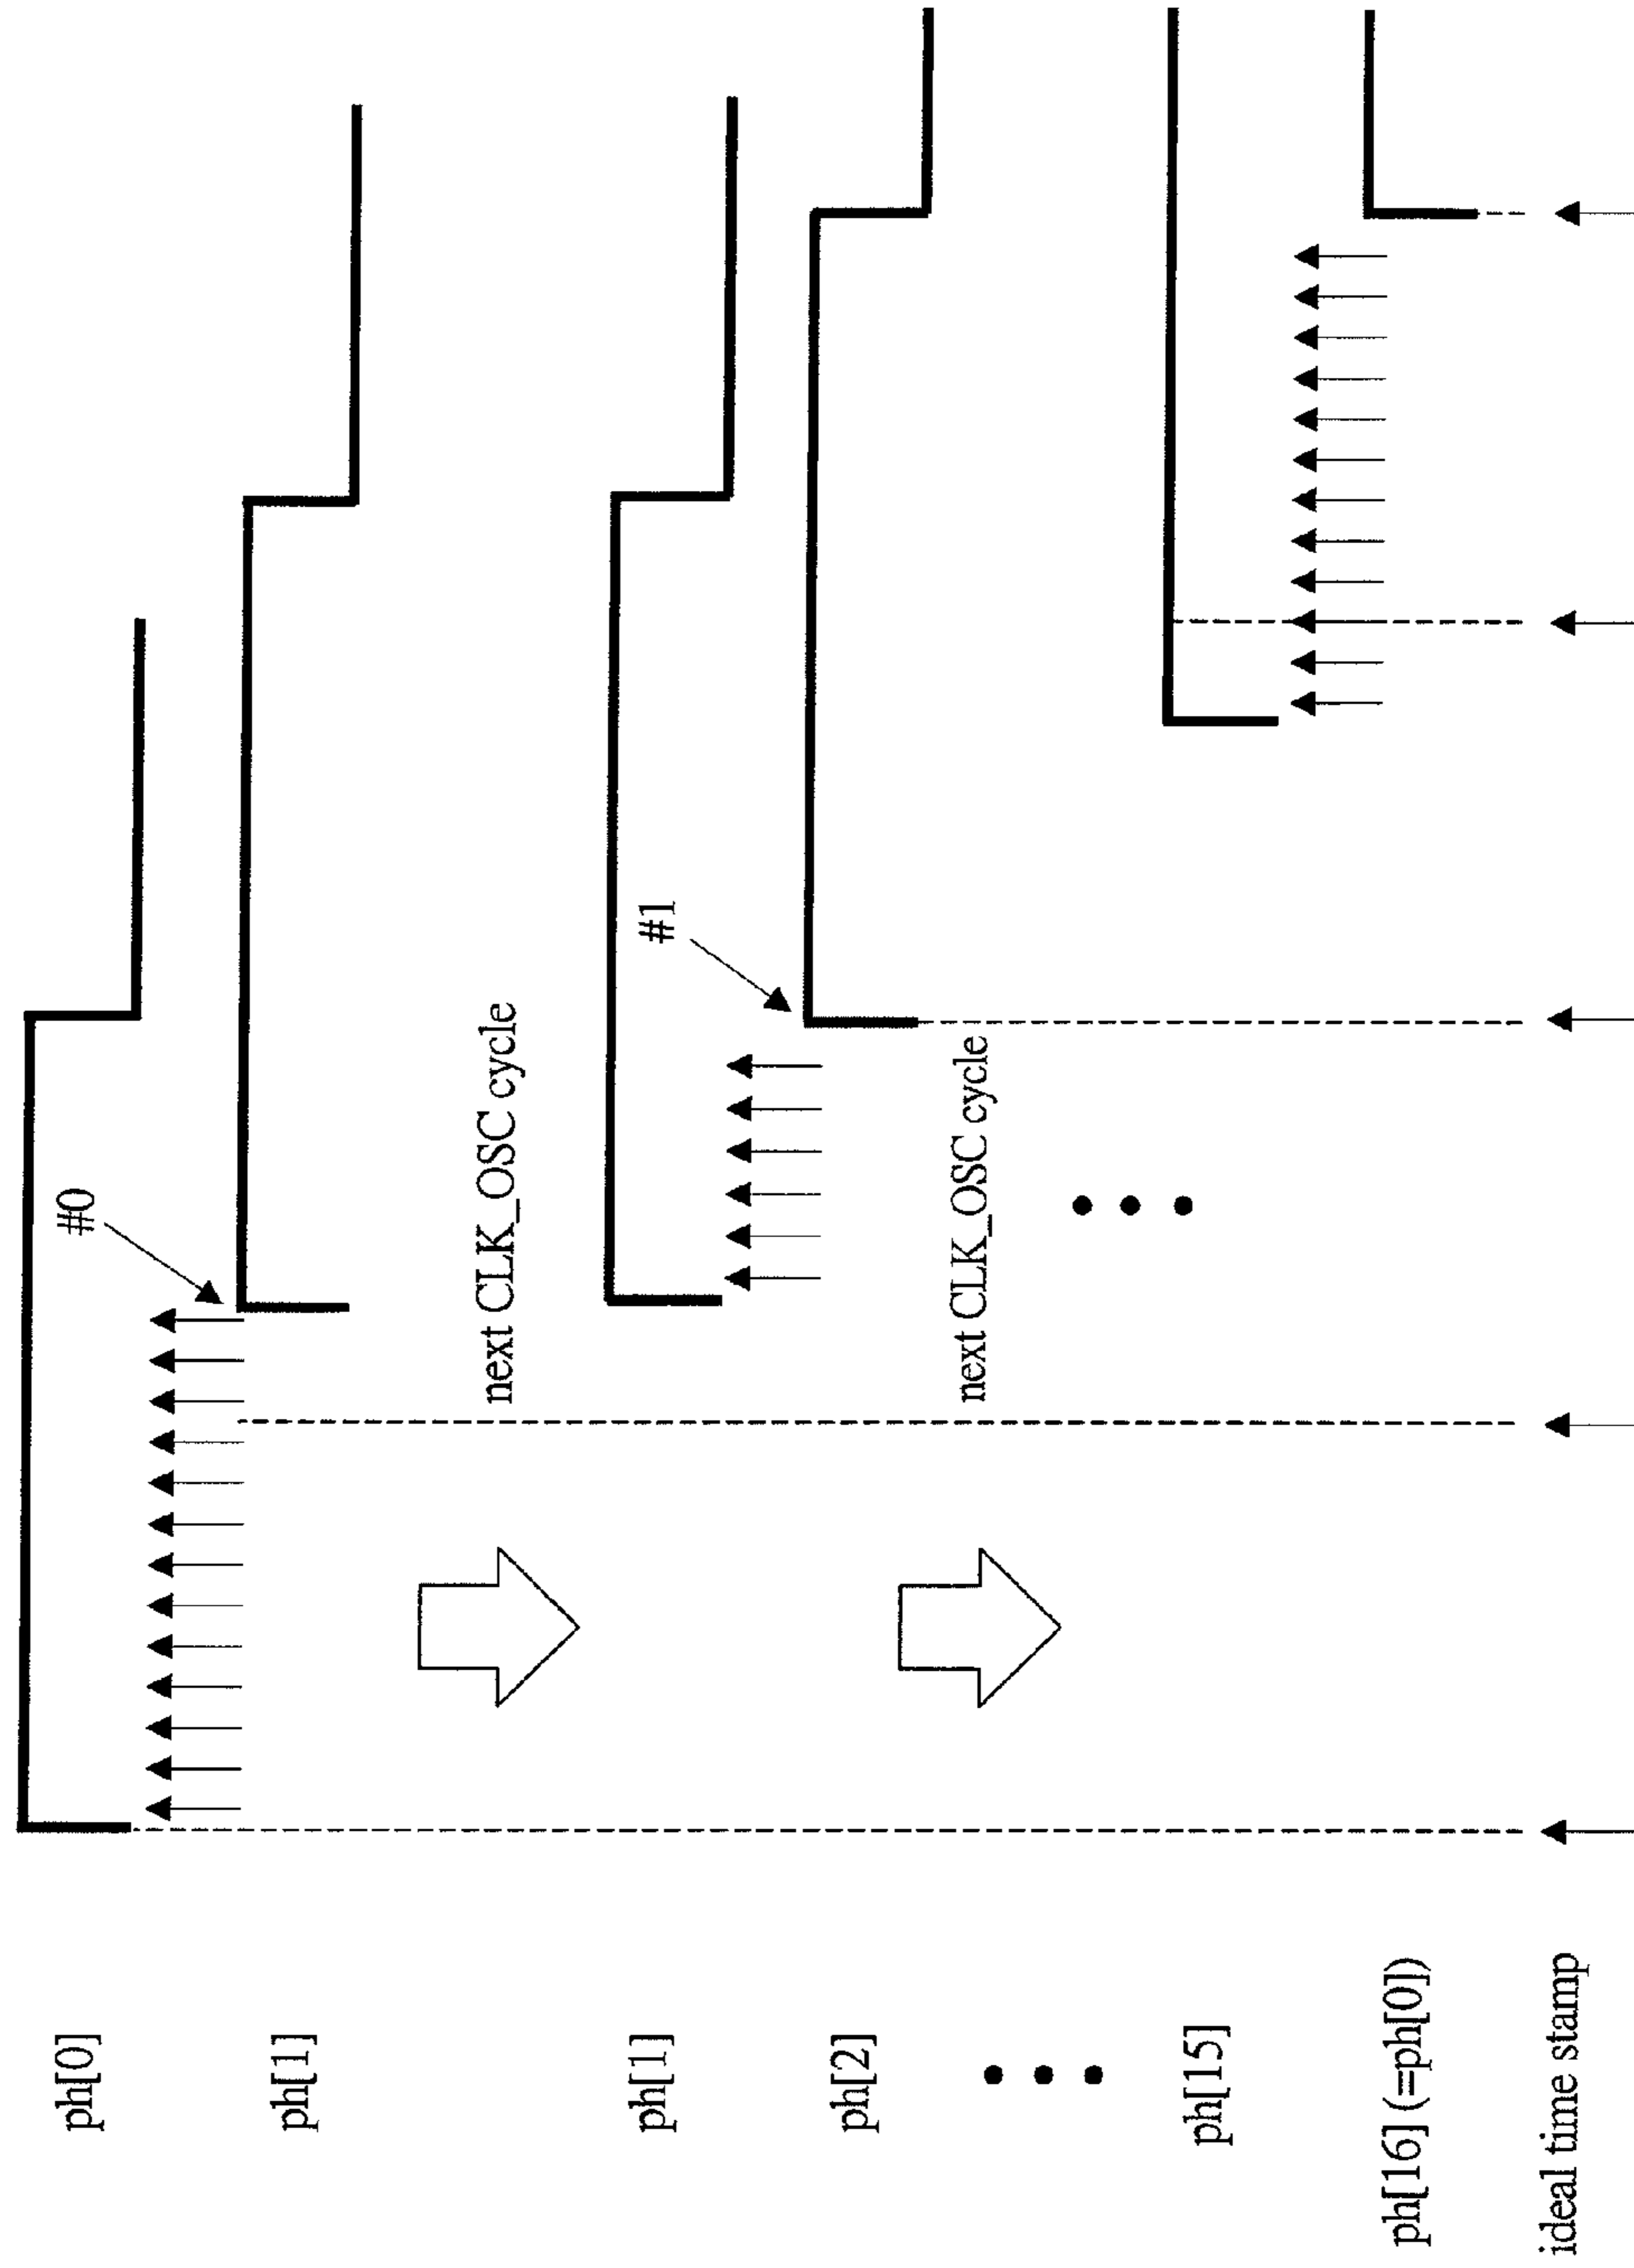 ph[0]
#0
ph[1]
next CLK_OSC cycle
ph[1]
#1
ph[2]
next CLK_OSC cycle
ph[15]
ph[16] (=ph[0])
ideal time stamp